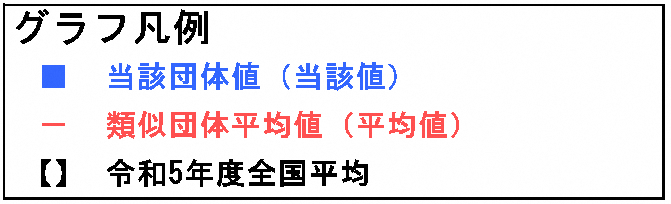 グラフ凡例
■ 当該団体値（当該値）
－ 類似団体平均値（平均値）
【】 令和5年度全国平均